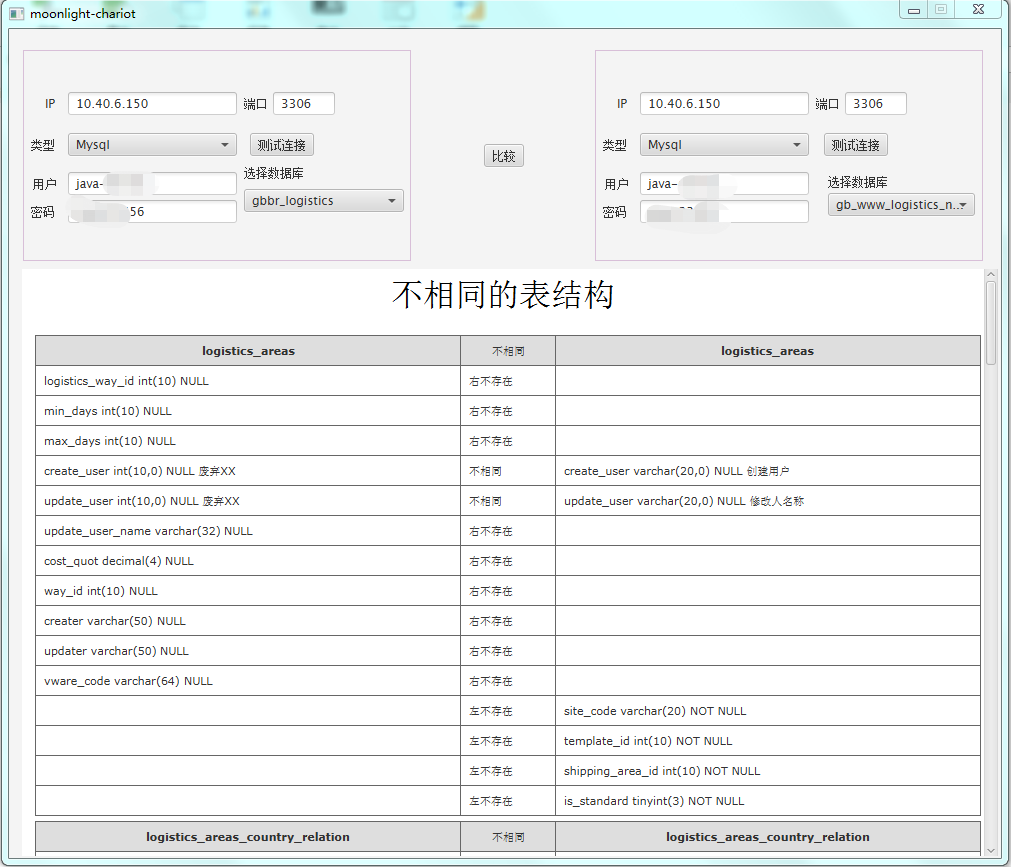 moonlight-chariot
IP 10.40.6.150 端口 3306
类型 Mysql 测试连接
选择数据库
用户 java-
gbbr_logistics
密码 56
比较
IP 10.40.6.150 端口 3306
类型 Mysql 测试连接
用户 java- 选择数据库
密码 gb_www_logistics_n...
不相同的表结构
logistics_areas 不相同 logistics_areas
logistics_way_id int(10) NULL 右不存在
min_days int(10) NULL 右不存在
max_days int(10) NULL 右不存在
create_user int(10,0) NULL 废弃XX 不相同 create_user varchar(20,0) NULL 创建用户
update_user int(10,0) NULL 废弃XX 不相同 update_user varchar(20,0) NULL 修改人名称
update_user_name varchar(32) NULL 右不存在
cost_quot decimal(4) NULL 右不存在
way_id int(10) NULL 右不存在
creater varchar(50) NULL 右不存在
updater varchar(50) NULL 右不存在
vware_code varchar(64) NULL 右不存在
左不存在 site_code varchar(20) NOT NULL
左不存在 template_id int(10) NOT NULL
左不存在 shipping_area_id int(10) NOT NULL
左不存在 is_standard tinyint(3) NOT NULL
logistics_areas_country_relation 不相同 logistics_areas_country_relation